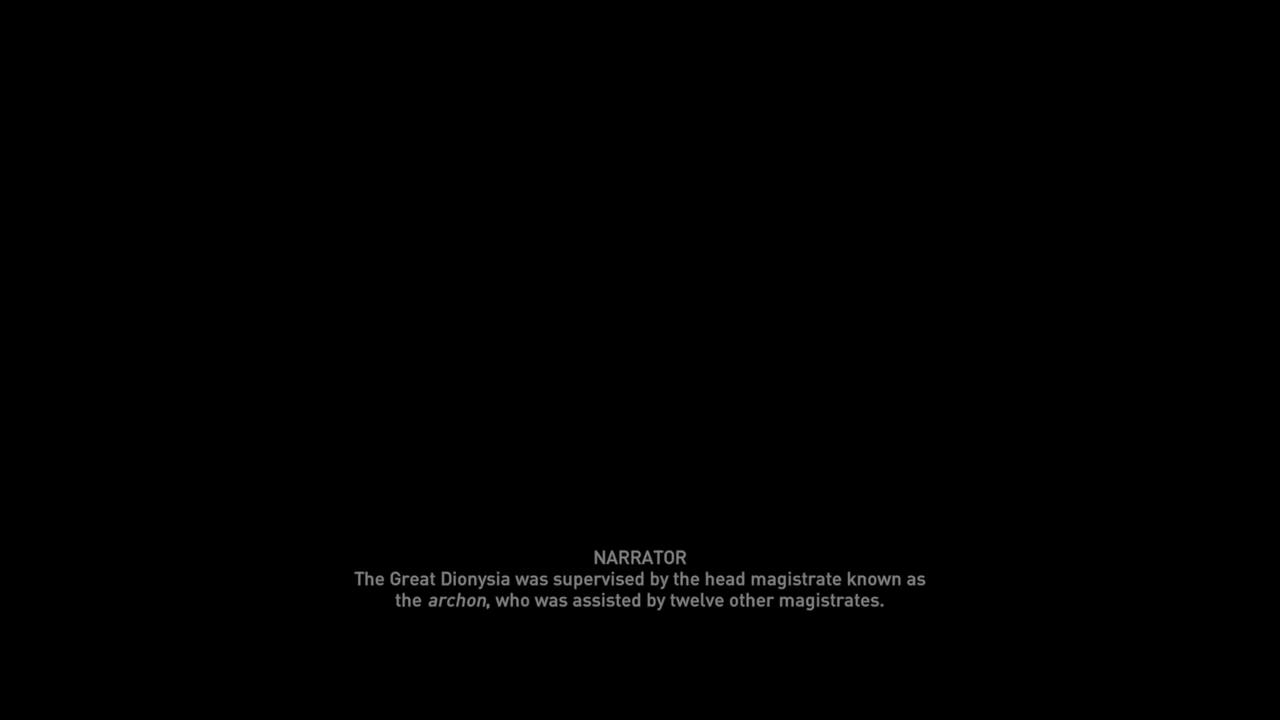 NARRATOR
The Great Dionysia was supervised by the head magistrate known as
the archon, who was assisted by twelve other magistrates.